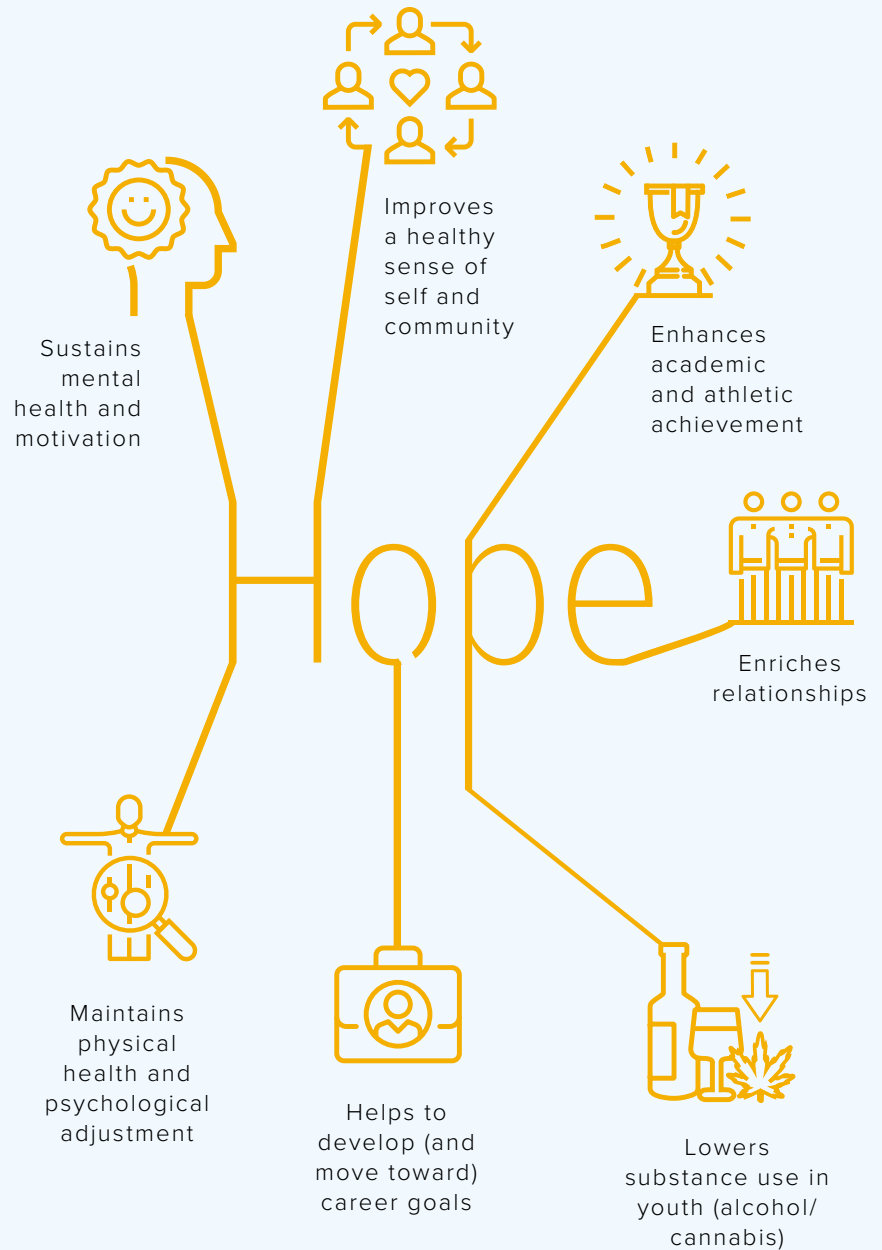 Improves
a healthy
sense of
self and
community
Sustains
mental
health and
motivation
Enhances
academic
and athletic
achievement
Hope
Enriches
relationships
Maintains
physical
health and
psychological
adjustment
Helps to
develop (and
move toward)
career goals
Lowers
substance use in
youth (alcohol/
cannabis)